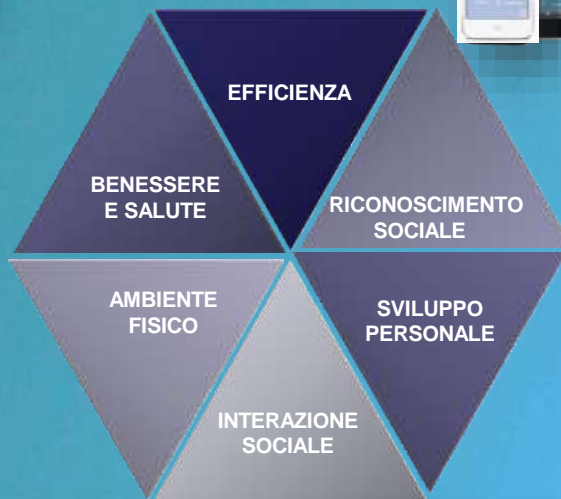 EFFICIENZA
BENESSERE
E SALUTE
RICONOSCIMENTO
SOCIALE
AMBIENTE
FISICO
SVILUPPO
PERSONALE
INTERAZIONE
SOCIALE